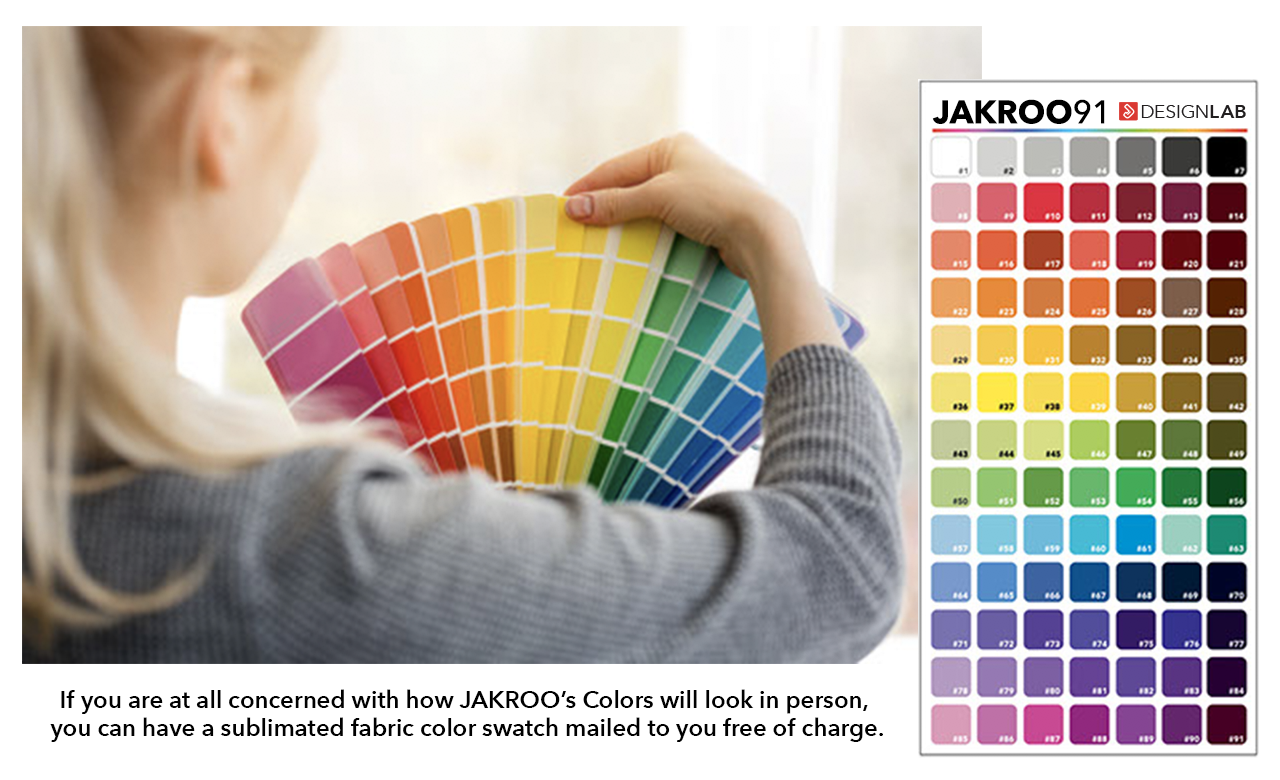 JAKROO91 DESIGNLAB
#1 #2 #3 #4 #5 #6 #7
#8 #9 #10 #11 #12 #13 #14
#15 #16 #17 #18 #19 #20 #21
#22 #23 #24 #25 #26 #27 #28
#29 #30 #31 #32 #33 #34 #35
#36 #37 #38 #39 #40 #41 #42
#43 #44 #45 #46 #47 #48 #49
#50 #51 #52 #53 #54 #55 #56
#57 #58 #59 #60 #61 #62 #63
#64 #65 #66 #67 #68 #69 #70
#71 #72 #73 #74 #75 #76 #77
#78 #79 #80 #81 #82 #83 #84
#85 #86 #87 #88 #89 #90 #91
If you are at all concerned with how JAKROO’s Colors will look in person,
you can have a sublimated fabric color swatch mailed to you free of charge.